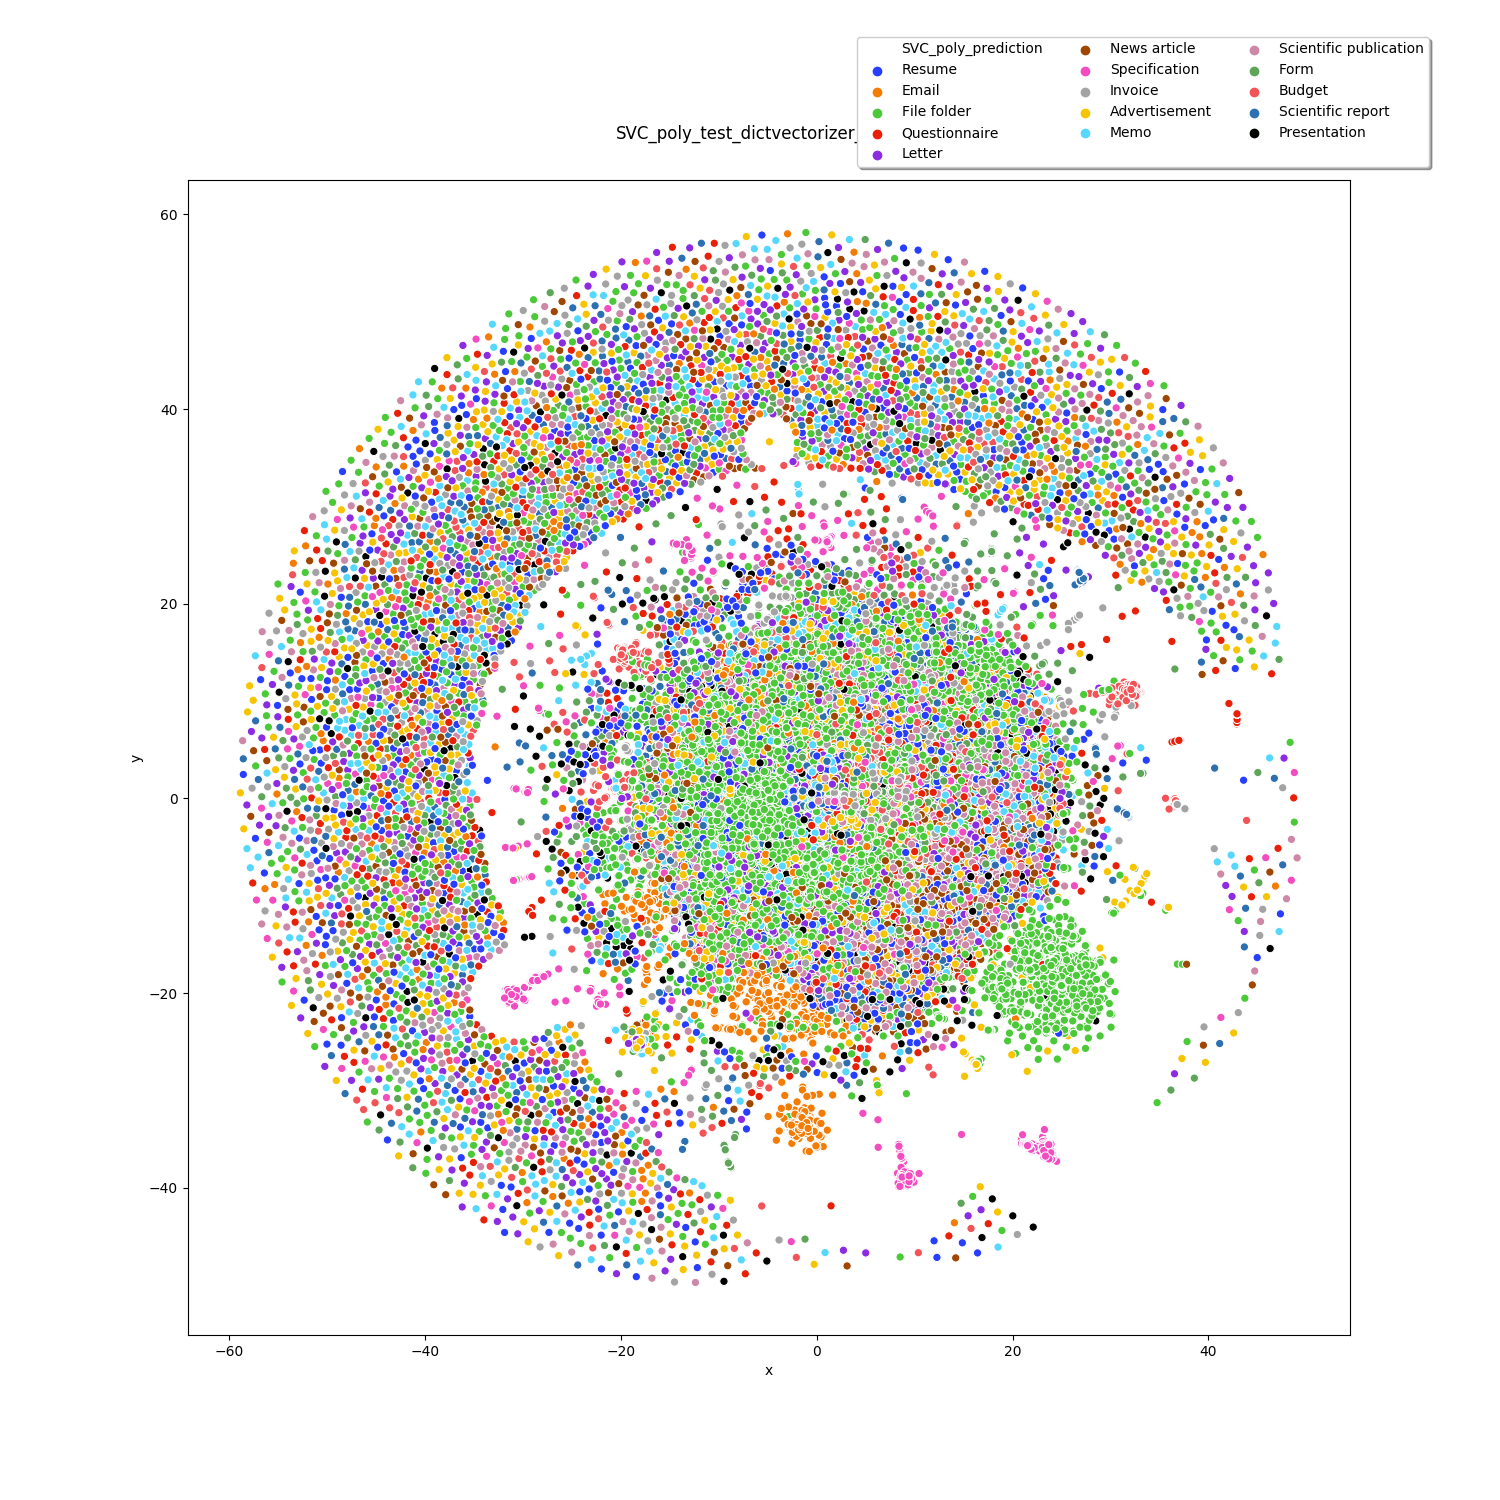 SVC_poly_prediction
Resume
Email
File folder
Questionnaire
Letter
News article
Specification
Invoice
Advertisement
Memo
Scientific publication
Form
Budget
Scientific report
Presentation
SVC_poly_test_dictvectorizer_
60
40
20
0
−20
−40
y
−60
−40
−20
0
20
40
x